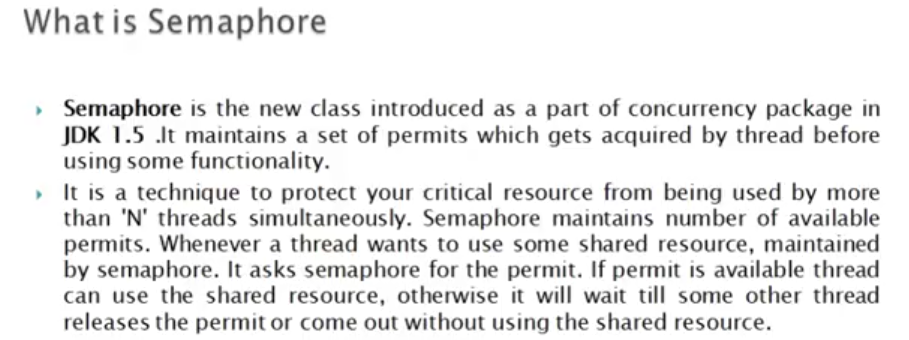 What is Semaphore
Semaphore is the new class introduced as a part of concurrency package in
JDK 1.5 .It maintains a set of permits which gets acquired by thread before
using some functionality.
It is a technique to protect your critical resource from being used by more
than 'N' threads simultaneously. Semaphore maintains number of available
permits. Whenever a thread wants to use some shared resource, maintained
by semaphore. It asks semaphore for the permit. If permit is available thread
can use the shared resource, otherwise it will wait till some other thread
releases the permit or come out without using the shared resource.